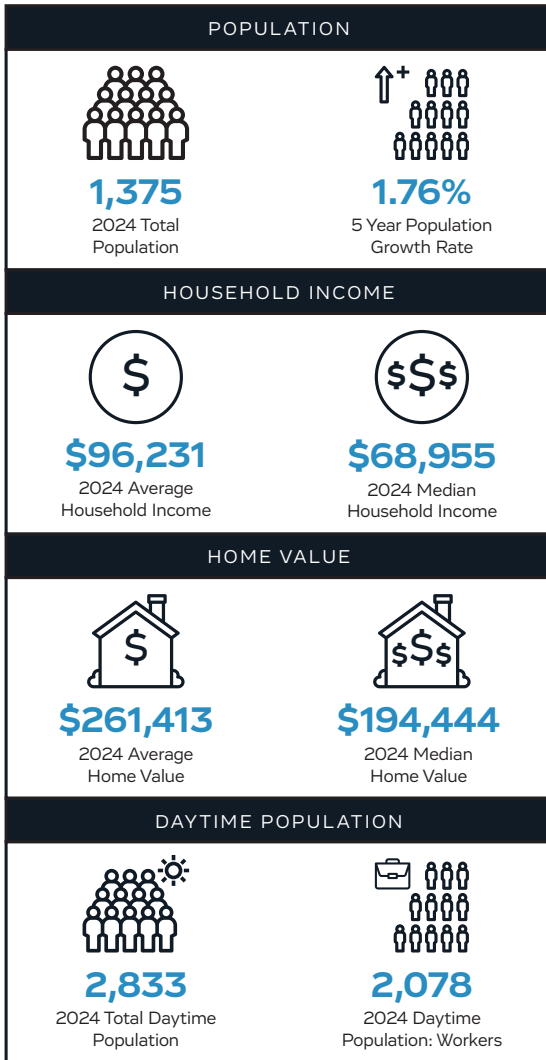 POPULATION
1,375
2024 Total
Population
1.76%
5 Year Population
Growth Rate
HOUSEHOLD INCOME
$
$96,231
2024 Average
Household Income
$$$
$68,955
2024 Median
Household Income
HOME VALUE
$
$261,413
2024 Average
Home Value
$$$
$194,444
2024 Median
Home Value
DAYTIME POPULATION
2,833
2024 Total Daytime
Population
2,078
2024 Daytime
Population: Workers